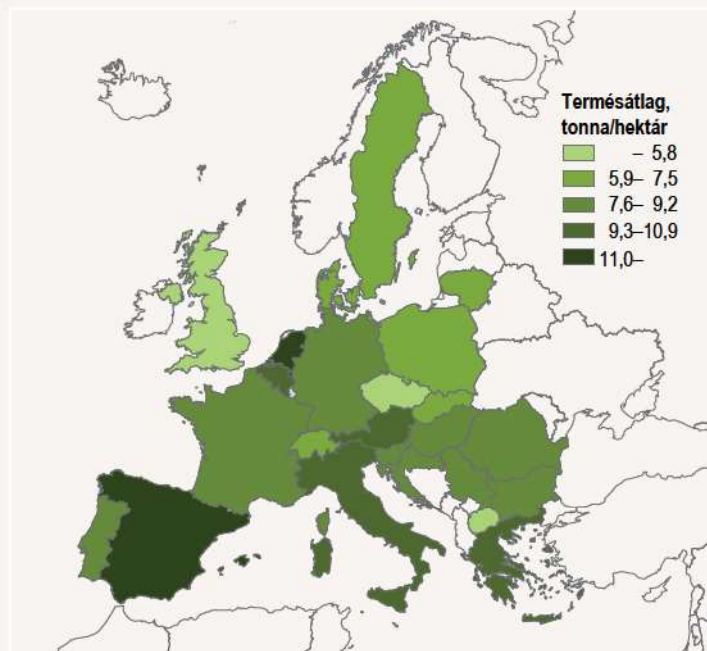 Termésátlag,
tonna/hektár
– 5,8
5,9– 7,5
7,6– 9,2
9,3–10,9
11,0–